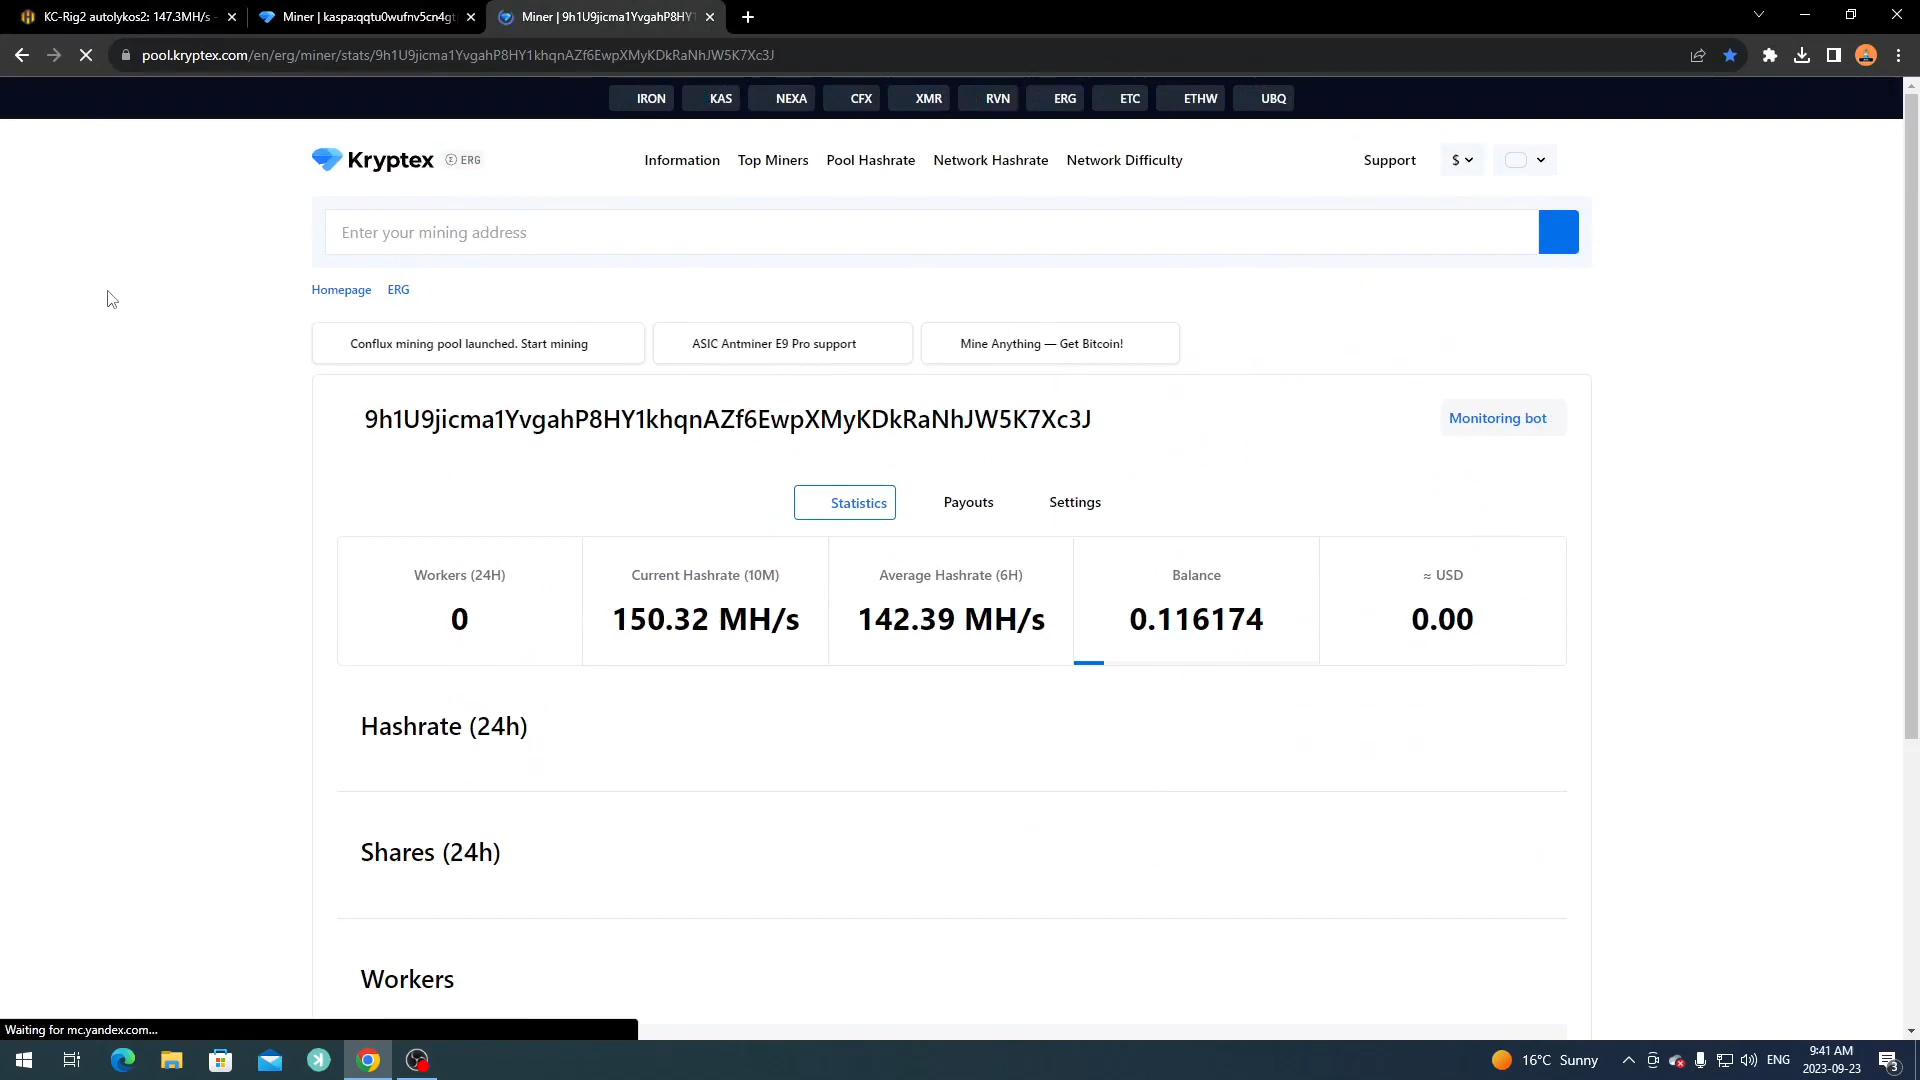 KC-Rig2 autolykos2: 147.3MH/s -
Miner | kaspa:qqtu0wufnv5cn4gt
Miner | 9h1U9jicma1YvgahP8HY1
pool.kryptex.com/en/erg/miner/stats/9h1U9jicma1YvgahP8HY1khqnAZf6EwpXMyKDkRaNhJW5K7Xc3J
IRON KAS NEXA CFX XMR RVN ERG ETC ETHW UBQ
Kryptex ERG Information Top Miners Pool Hashrate Network Hashrate Network Difficulty Support $
Enter your mining address
Homepage ERG
Conflux mining pool launched. Start mining
ASIC Antminer E9 Pro support
Mine Anything — Get Bitcoin!
9h1U9jicma1YvgahP8HY1khqnAZf6EwpXMyKDkRaNhJW5K7Xc3J
Monitoring bot
Statistics Payouts Settings
Workers (24H) Current Hashrate (10M) Average Hashrate (6H) Balance ≈ USD
0 150.32 MH/s 142.39 MH/s 0.116174 0.00
Hashrate (24h)
Shares (24h)
Workers
Waiting for mc.yandex.com...
16°C Sunny
ENG
9:41 AM
2023-09-23
3